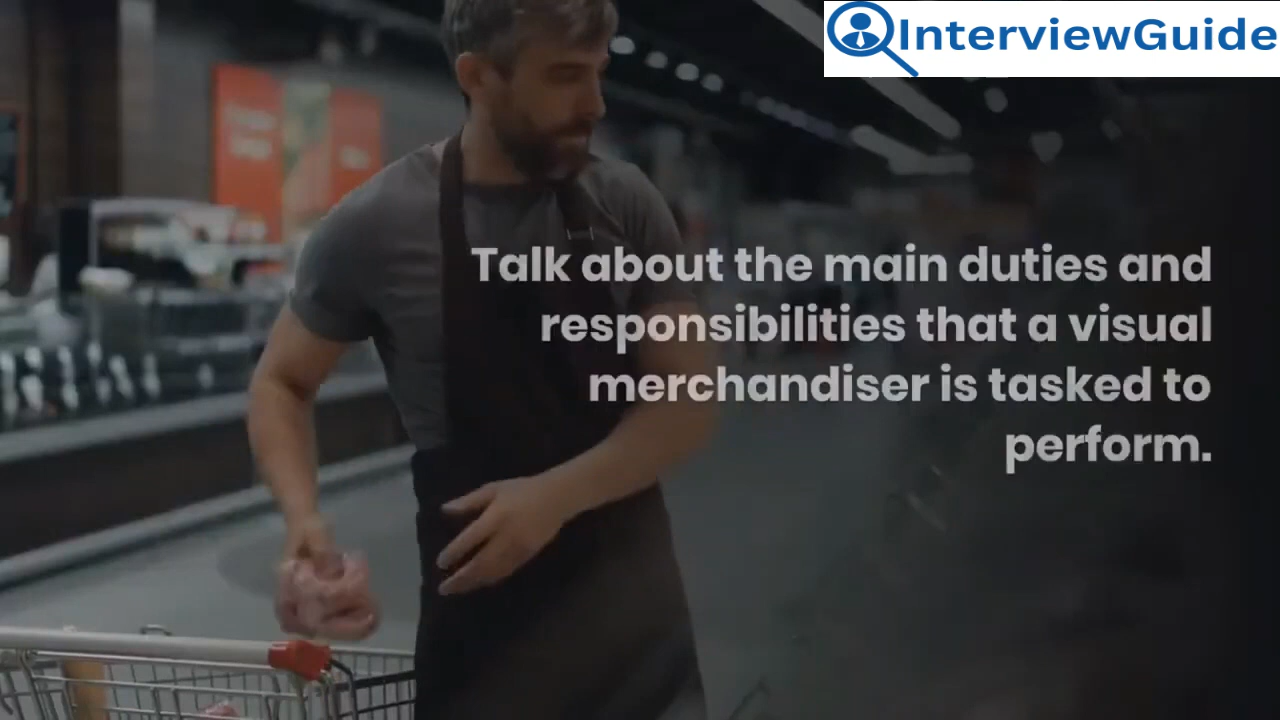 InterviewGuide
Talk about the main duties and
responsibilities that a visual
merchandiser is tasked to
perform.